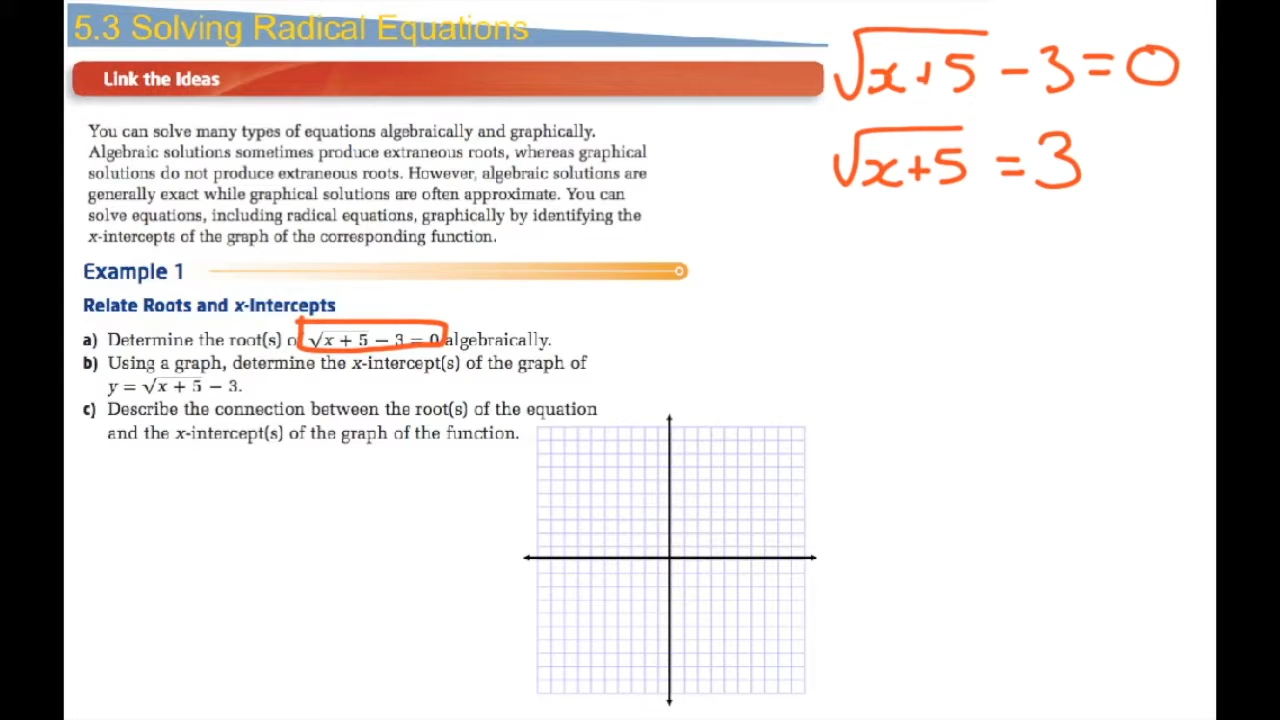 5.3 Solving Radical Equations
Link the Ideas
You can solve many types of equations algebraically and graphically.
Algebraic solutions sometimes produce extraneous roots, whereas graphical
solutions do not produce extraneous roots. However, algebraic solutions are
generally exact while graphical solutions are often approximate. You can
solve equations, including radical equations, graphically by identifying the
x-intercepts of the graph of the corresponding function.
Example 1
Relate Roots and x-Intercepts
a) Determine the root(s) of √x + 5 − 3 = 0 algebraically.
b) Using a graph, determine the x-intercept(s) of the graph of
y = √x + 5 − 3.
c) Describe the connection between the root(s) of the equation
and the x-intercept(s) of the graph of the function.
√x+5 −3=0
√x+5 =3